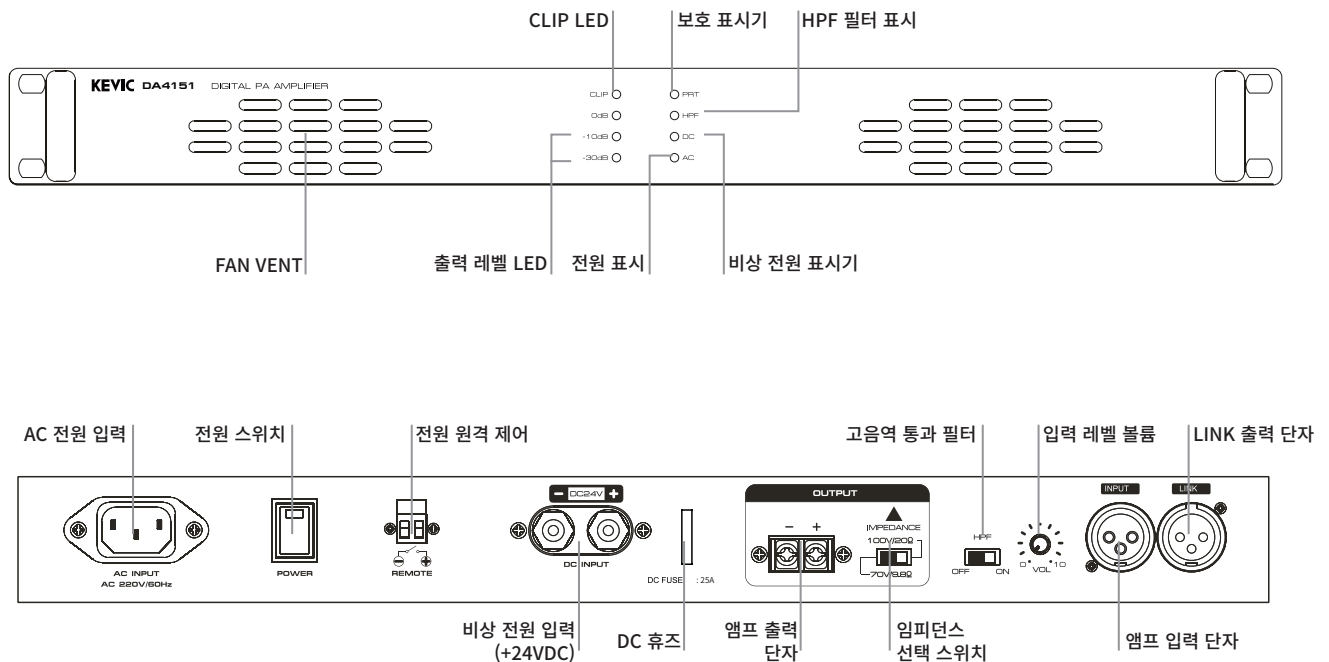 CLIP LED
보호 표시기
HPF 필터 표시
KEVIC DA4151 DIGITAL PA AMPLIFIER
CLIP
PRT
0dB
HPF
-10dB
DC
-30dB
AC
FAN VENT
출력 레벨 LED
전원 표시
비상 전원 표시기
AC 전원 입력
전원 스위치
전원 원격 제어
고음역 통과 필터
입력 레벨 볼륨
LINK 출력 단자
- DC24V +
OUTPUT
INPUT
LINK
- +
IMPEDANCE
100V/20Ω
70V/9.8Ω
HPF
OFF ON
0 VOL 10
AC INPUT
AC 220V/60Hz
POWER
REMOTE
DC INPUT
DC FUSE : 25A
비상 전원 입력
(+24VDC)
DC 휴즈
앰프 출력
단자
임피던스
선택 스위치
앰프 입력 단자